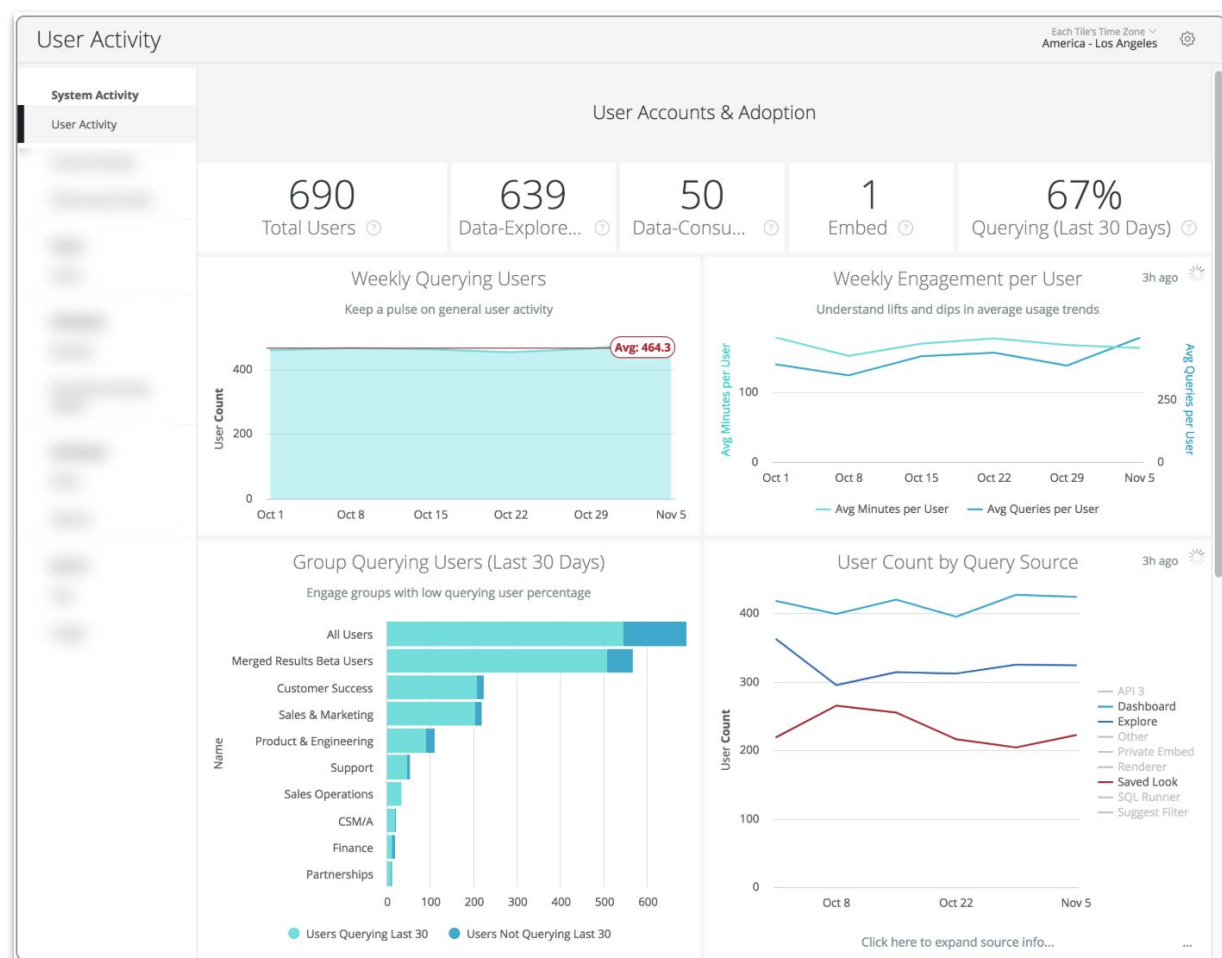 User Activity
Each Tile's Time Zone
America - Los Angeles
System Activity
User Activity
User Accounts & Adoption
690
Total Users
639
Data-Explore...
50
Data-Consu...
1
Embed
67%
Querying (Last 30 Days)
Weekly Querying Users
Keep a pulse on general user activity
Avg: 464.3
400
200
0
User Count
Oct 1 Oct 8 Oct 15 Oct 22 Oct 29 Nov 5
Weekly Engagement per User
3h ago
Understand lifts and dips in average usage trends
Avg Minutes per User
100
0
250
0
Avg Queries per User
Oct 1 Oct 8 Oct 15 Oct 22 Oct 29 Nov 5
Avg Minutes per User Avg Queries per User
Group Querying Users (Last 30 Days)
Engage groups with low querying user percentage
Name
All Users
Merged Results Beta Users
Customer Success
Sales & Marketing
Product & Engineering
Support
Sales Operations
CSM/A
Finance
Partnerships
0 100 200 300 400 500 600
Users Querying Last 30 Users Not Querying Last 30
User Count by Query Source
3h ago
User Count
400
300
200
100
0
Oct 8 Oct 22 Nov 5
API 3
Dashboard
Explore
Other
Private Embed
Renderer
Saved Look
SQL Runner
Suggest Filter
Click here to expand source info...
...